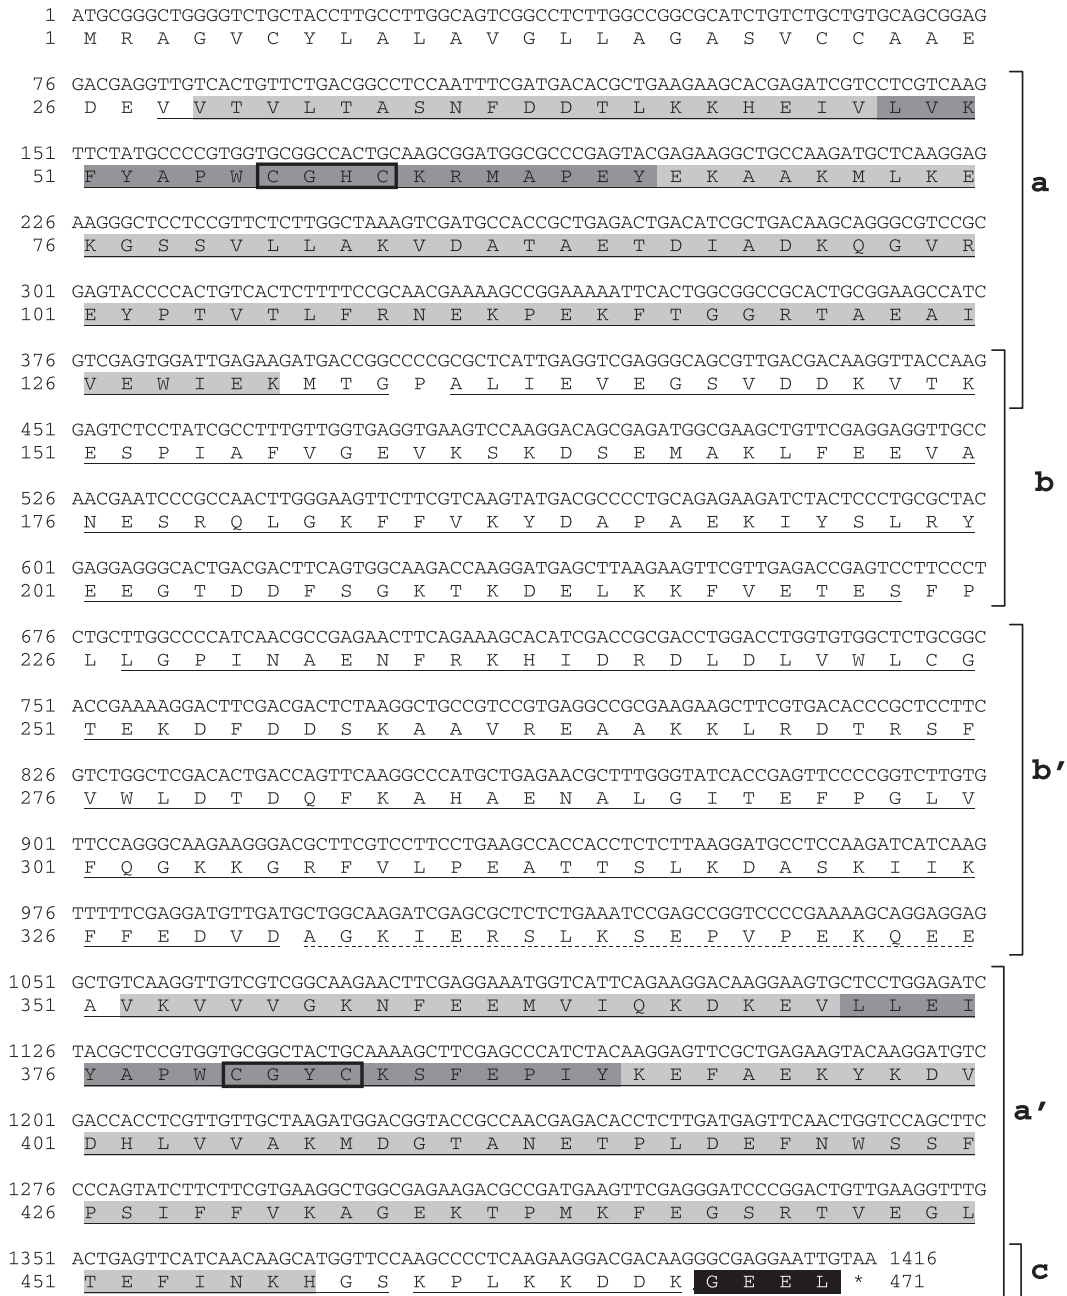 1 ATGCGGGCTGGGGTCTGCTACCTTGCCTTGGCAGTCGGCCTCTTGGCCGGCGCATCTGTCTGCTGTGCAGCGGAG
1 M R A G V C Y L A L A V G L L A G A S V C C A A E
76 GACGAGGTTGTCACTGTTCTGACGGCCTCCAATTTCGATGACACGCTGAAGAAGCACGAGATCGTCCTCGTCAAG
26 D E V V T V L T A S N F D D T L K K H E I V L V K
a
151 TTCTATGCCCCGTGGTGCGGCCACTGCAAGCGGATGGCGCCCGAGTACGAGAAGGCTGCCAAGATGCTCAAGGAG
51 F Y A P W C G H C K R M A P E Y E K A A K M L K E
226 AAGGGCTCCTCCGTTCTCTTGGCTAAAGTCGATGCCACCGCTGAGACTGACATCGCTGACAAGCAGGGCGTCCGC
76 K G S S V L L A K V D A T A E T D I A D K Q G V R
301 GAGTACCCCACTGTCACTCTTTTCCGCAACGAAAAGCCGGAAAAATTCACTGGCGGCCGCACTGCGGAAGCCATC
101 E Y P T V T L F R N E K P E K F T G G R T A E A I
376 GTCGAGTGGATTGAGAAGATGACCGGCCCCGCGCTCATTGAGGTCGAGGGCAGCGTTGACGACAAGGTTACCAAG
126 V E W I E K M T G P A L I E V E G S V D D K V T K
451 GAGTCTCCTATCGCCTTTGTTGGTGAGGTGAAGTCCAAGGACAGCGAGATGGCGAAGCTGTTCGAGGAGGTTGCC
151 E S P I A F V G E V K S K D S E M A K L F E E V A
b
526 AACGAATCCCGCCAACTTGGGAAGTTCTTCGTCAAGTATGACGCCCCTGCAGAGAAGATCTACTCCCTGCGCTAC
176 N E S R Q L G K F F V K Y D A P A E K I Y S L R Y
601 GAGGAGGGCACTGACGACTTCAGTGGCAAGACCAAGGATGAGCTTAAGAAGTTCGTTGAGACCGAGTCCTTCCCT
201 E E G T D D F S G K T K D E L K K F V E T E S F P
676 CTGCTTGGCCCCATCAACGCCGAGAACTTCAGAAAGCACATCGACCGCGACCTGGACCTGGTGTGGCTCTGCGGC
226 L L G P I N A E N F R K H I D R D L D L V W L C G
751 ACCGAAAAGGACTTCGACGACTCTAAGGCTGCCGTCCGTGAGGCCGCGAAGAAGCTTCGTGACACCCGCTCCTTC
251 T E K D F D D S K A A V R E A A K K L R D T R S F
b′
826 GTCTGGCTCGACACTGACCAGTTCAAGGCCCATGCTGAGAACGCTTTGGGTATCACCGAGTTCCCCGGTCTTGTG
276 V W L D T D Q F K A H A E N A L G I T E F P G L V
901 TTCCAGGGCAAGAAGGGACGCTTCGTCCTTCCTGAAGCCACCACCTCTCTTAAGGATGCCTCCAAGATCATCAAG
301 F Q G K K G R F V L P E A T T S L K D A S K I I K
976 TTTTTCGAGGATGTTGATGCTGGCAAGATCGAGCGCTCTCTGAAATCCGAGCCGGTCCCCGAAAAGCAGGAGGAG
326 F F E D V D A G K I E R S L K S E P V P E K Q E E
1051 GCTGTCAAGGTTGTCGTCGGCAAGAACTTCGAGGAAATGGTCATTCAGAAGGACAAGGAAGTGCTCCTGGAGATC
351 A V K V V V G K N F E E M V I Q K D K E V L L E I
1126 TACGCTCCGTGGTGCGGCTACTGCAAAAGCTTCGAGCCCATCTACAAGGAGTTCGCTGAGAAGTACAAGGATGTC
376 Y A P W C G Y C K S F E P I Y K E F A E K Y K D V
a′
1201 GACCACCTCGTTGTTGCTAAGATGGACGGTACCGCCAACGAGACACCTCTTGATGAGTTCAACTGGTCCAGCTTC
401 D H L V V A K M D G T A N E T P L D E F N W S S F
1276 CCCAGTATCTTCTTCGTGAAGGCTGGCGAGAAGACGCCGATGAAGTTCGAGGGATCCCGGACTGTTGAAGGTTTG
426 P S I F F V K A G E K T P M K F E G S R T V E G L
1351 ACTGAGTTCATCAACAAGCATGGTTCCAAGCCCCTCAAGAAGGACGACAAGGGCGAGGAATTGTAA 1416
451 T E F I N K H G S K P L K K D D K G E E L * 471
c